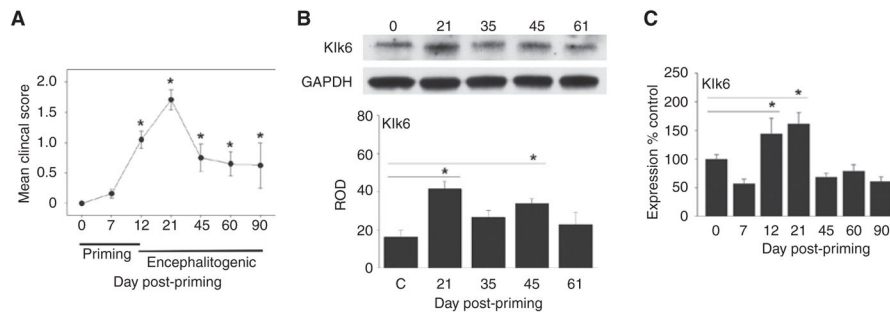 A
Mean clincal score
2.0
1.5
1.0
0.5
0
* * * * *
0 7 12 21 45 60 90
Priming
Encephalitogenic
Day post-priming
B
0 21 35 45 61
Klk6
GAPDH
80
60
40
20
0
ROD
Klk6
* *
C 21 35 45 61
Day post-priming
C
Expression % control
250
200
150
100
50
0
Klk6
* *
0 7 12 21 45 60 90
Day post-priming